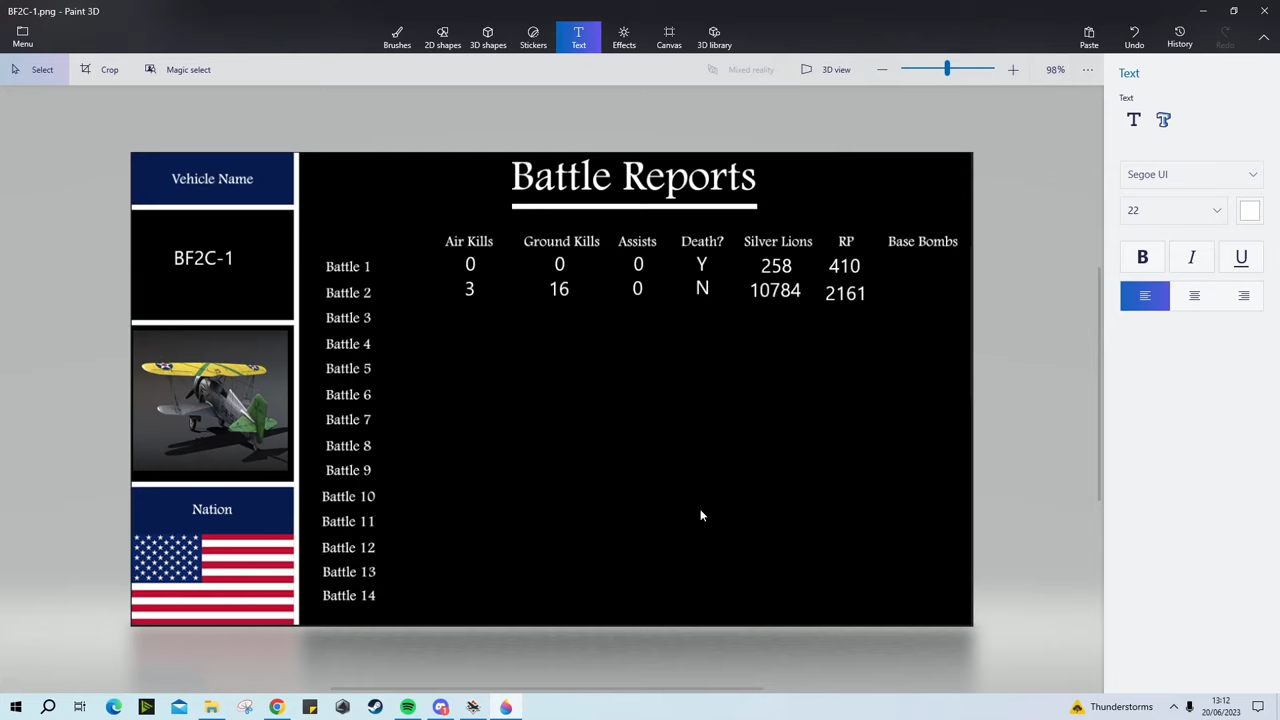 BF2C-1.png - Paint 3D
Menu
Brushes 2D shapes 3D shapes Stickers Text Effects Canvas 3D library Paste Undo History Redo
Select Crop Magic select Mixed reality 3D view 98%
Text
Text
Segoe UI
22
B I U
Vehicle Name
BF2C-1
Nation
Battle Reports
Air Kills Ground Kills Assists Death? Silver Lions RP Base Bombs
Battle 1 0 0 0 Y 258 410
Battle 2 3 16 0 N 10784 2161
Battle 3
Battle 4
Battle 5
Battle 6
Battle 7
Battle 8
Battle 9
Battle 10
Battle 11
Battle 12
Battle 13
Battle 14
Thunderstorms 13:12
20/06/2023